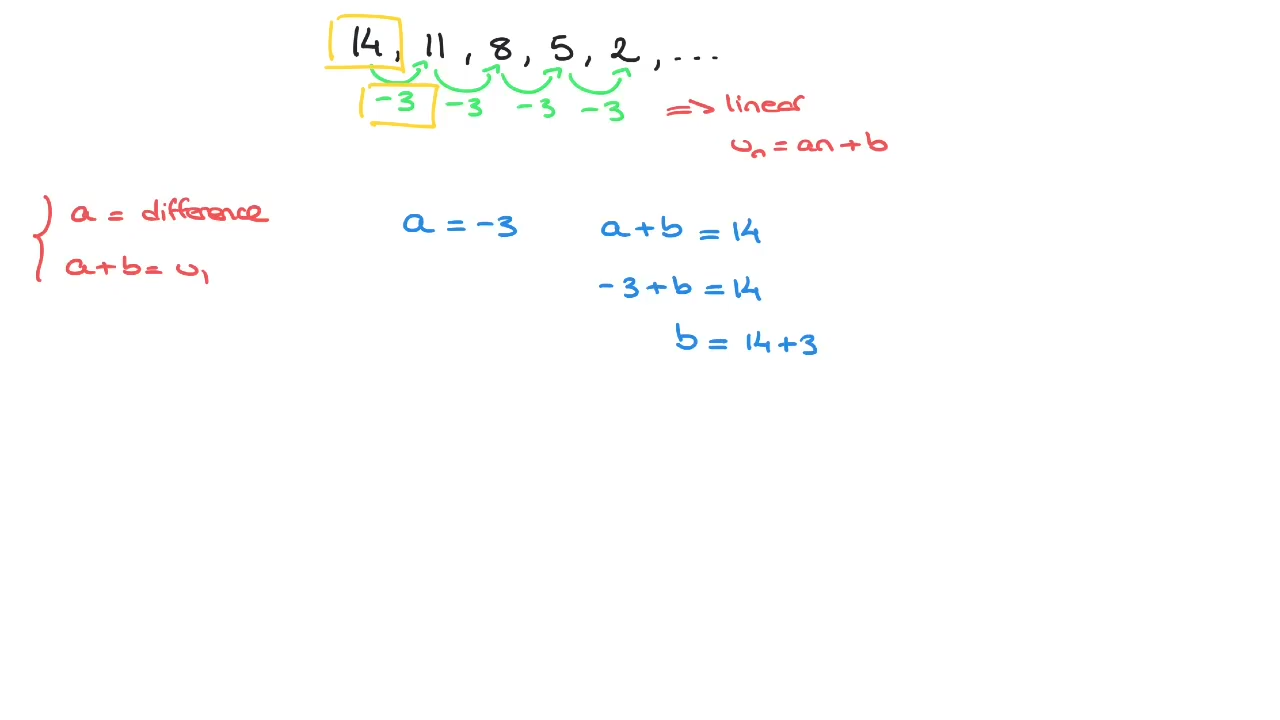 14, 11, 8, 5, 2, ...
-3 -3 -3 -3
=> linear
uₙ = an + b
a = difference
a + b = u₁
a = -3
a + b = 14
-3 + b = 14
b = 14 + 3